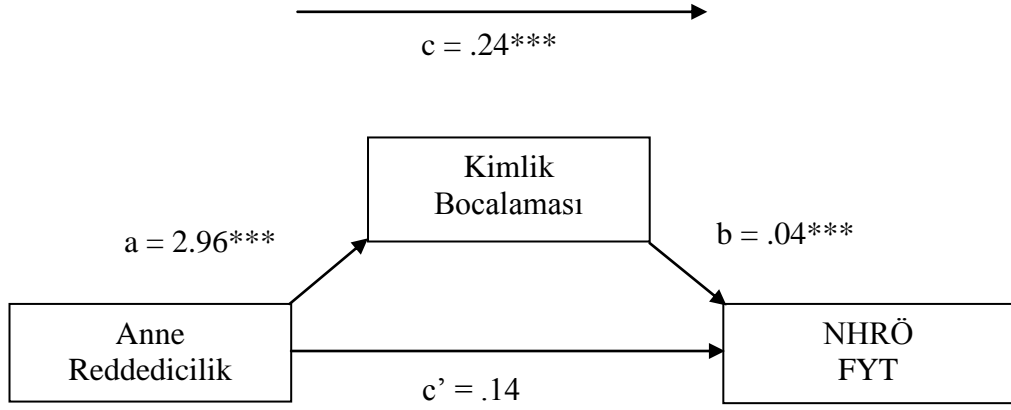 c = .24***
Kimlik
Bocalaması
a = 2.96***
b = .04***
Anne
Reddedicilik
NHRÖ
FYT
c’ = .14